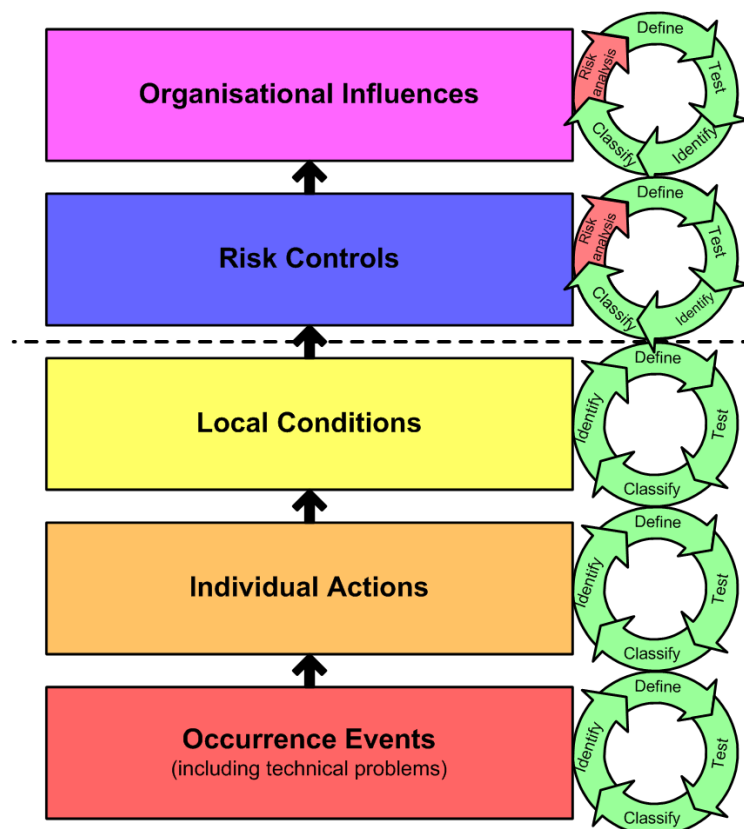 Organisational Influences
Define
Test
Identify
Classify
Risk
analysis
Risk Controls
Define
Test
Identify
Classify
Risk
analysis
Local Conditions
Define
Test
Classify
Identify
Individual Actions
Define
Test
Classify
Identify
Occurrence Events
(including technical problems)
Define
Test
Classify
Identify